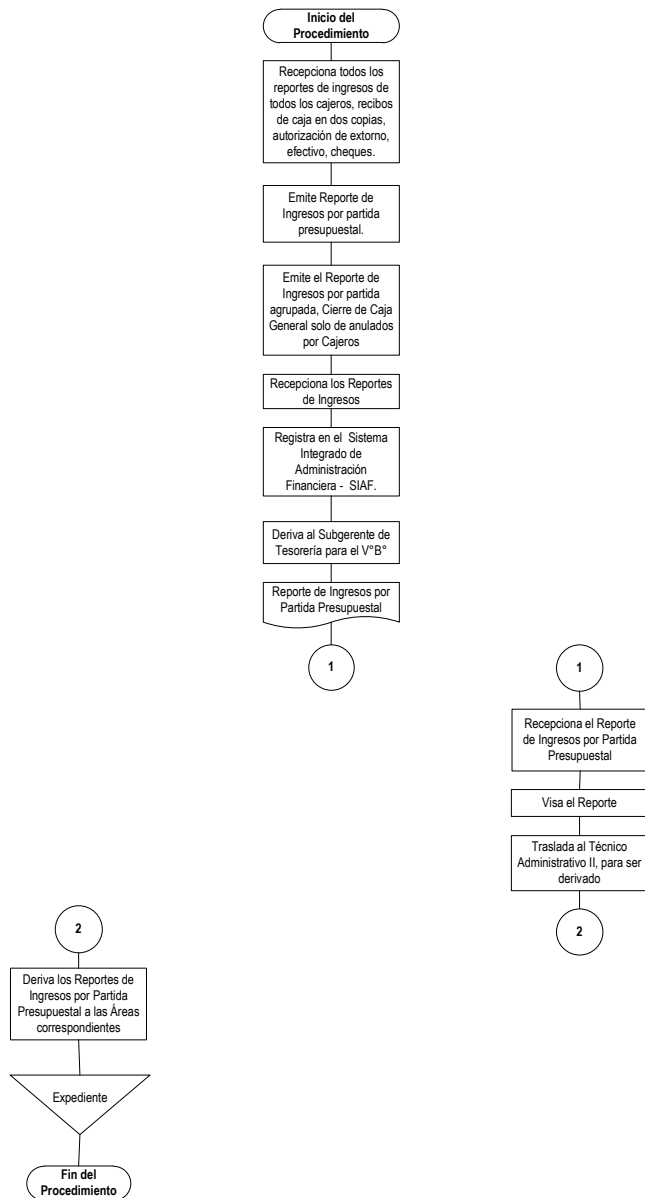 Inicio del
Procedimiento
Recepciona todos los
reportes de ingresos de
todos los cajeros, recibos
de caja en dos copias,
autorización de extorno,
efectivo, cheques.
Emite Reporte de
Ingresos por partida
presupuestal.
Emite el Reporte de
Ingresos por partida
agrupada, Cierre de Caja
General solo de anulados
por Cajeros
Recepciona los Reportes
de Ingresos
Registra en el Sistema
Integrado de
Administración
Financiera - SIAF.
Deriva al Subgerente de
Tesorería para el V°B°
Reporte de Ingresos por
Partida Presupuestal
1
1
Recepciona el Reporte
de Ingresos por Partida
Presupuestal
Visa el Reporte
Traslada al Técnico
Administrativo II, para ser
derivado
2
2
Deriva los Reportes de
Ingresos por Partida
Presupuestal a las Áreas
correspondientes
Expediente
Fin del
Procedimiento